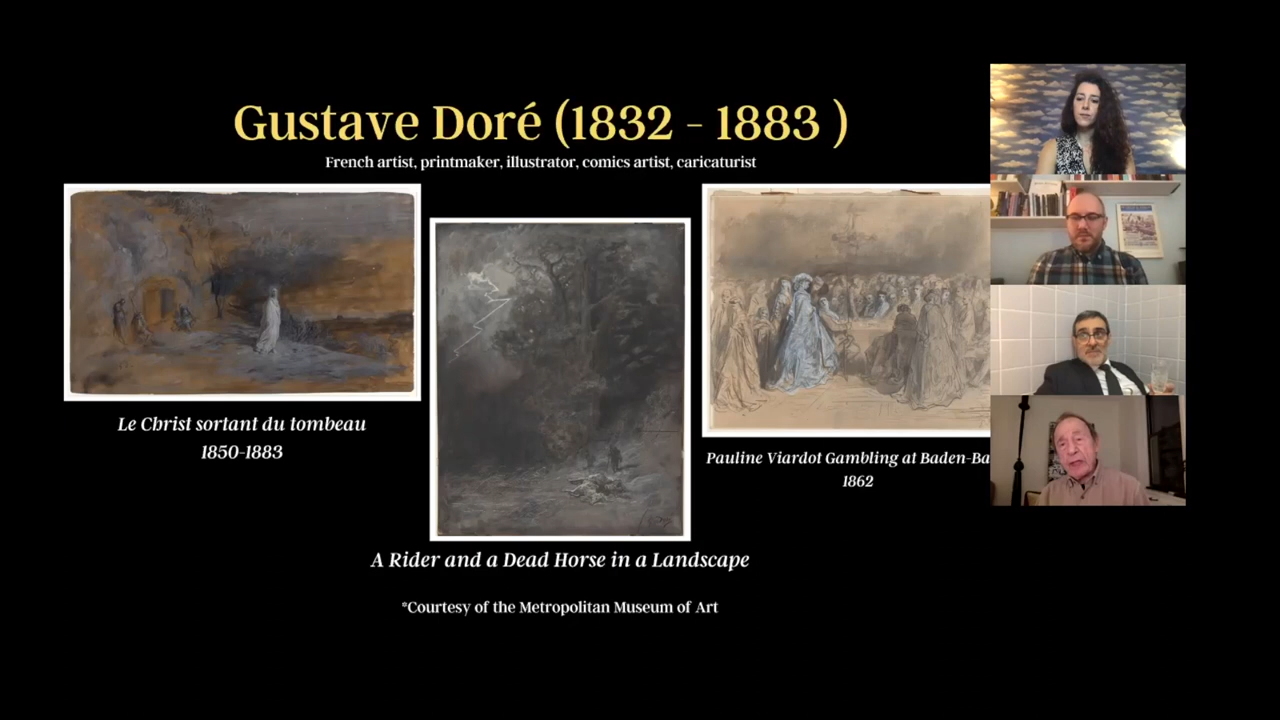 Gustave Doré (1832 - 1883 )
French artist, printmaker, illustrator, comics artist, caricaturist
Le Christ sortant du tombeau
1850-1883
Pauline Viardot Gambling at Baden-Ba
1862
A Rider and a Dead Horse in a Landscape
*Courtesy of the Metropolitan Museum of Art